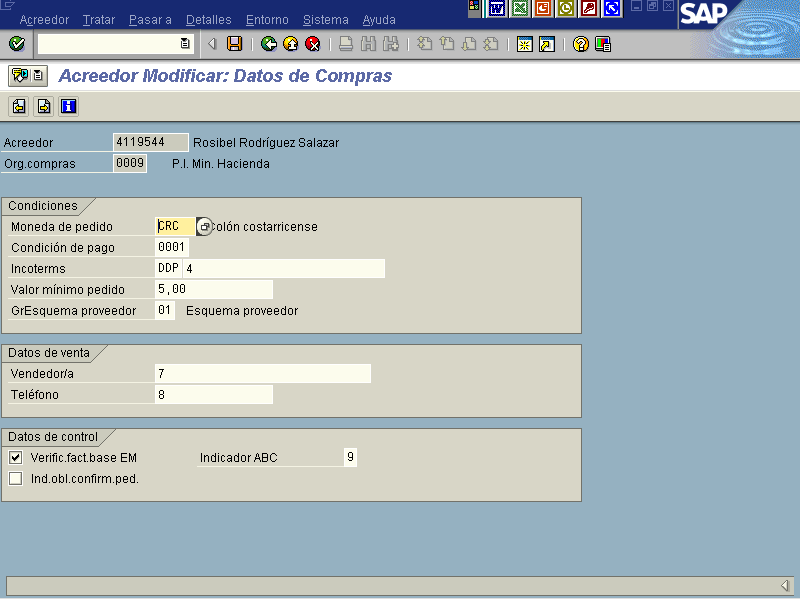 Acreedor Tratar Pasar a Detalles Entorno Sistema Ayuda
SAP
Acreedor Modificar: Datos de Compras
Acreedor 4119544 Rosibel Rodríguez Salazar
Org.compras 0009 P.I. Min. Hacienda
Condiciones
Moneda de pedido CRC Colón costarricense
Condición de pago 0001
Incoterms DDP 4
Valor mínimo pedido 5,00
GrEsquema proveedor 01 Esquema proveedor
Datos de venta
Vendedor/a 7
Teléfono 8
Datos de control
Verific.fact.base EM Indicador ABC 9
Ind.obl.confirm.ped.